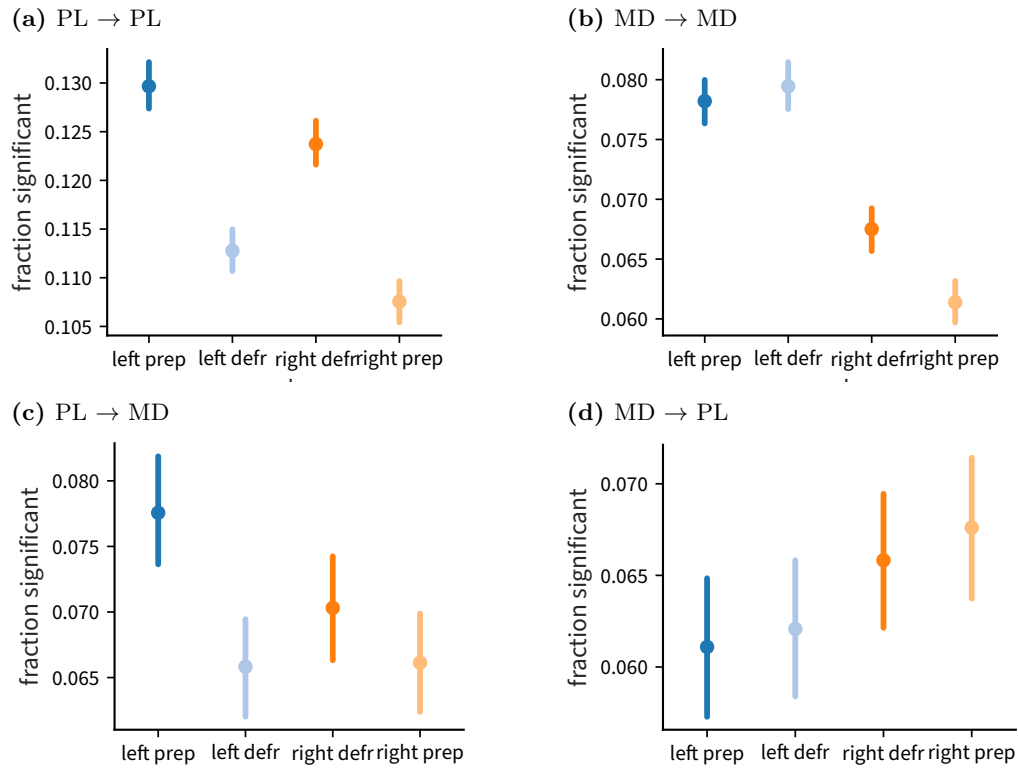 (a) PL → PL
fraction significant
0.130
0.125
0.120
0.115
0.110
0.105
left prep left defr right defr right prep
(b) MD → MD
fraction significant
0.080
0.075
0.070
0.065
0.060
left prep left defr right defr right prep
(c) PL → MD
fraction significant
0.080
0.075
0.070
0.065
left prep left defr right defr right prep
(d) MD → PL
fraction significant
0.070
0.065
0.060
left prep left defr right defr right prep